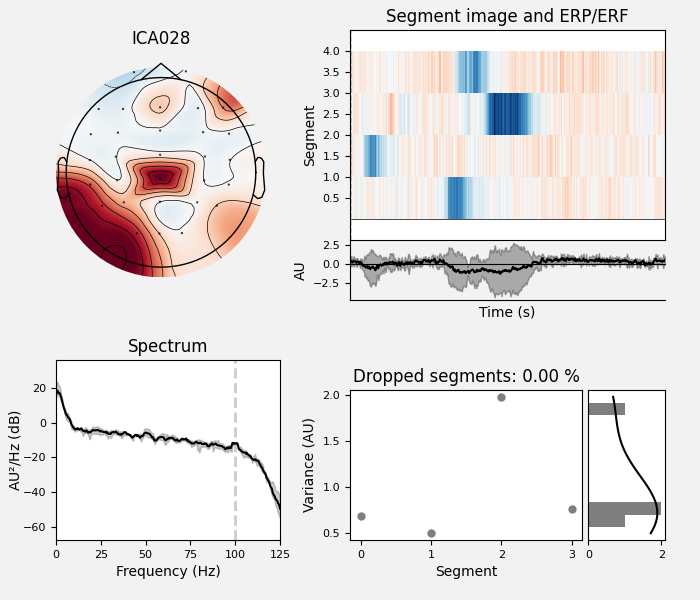 ICA028
Segment image and ERP/ERF
Segment
4.0
3.5
3.0
2.5
2.0
1.5
1.0
0.5
AU
2.5
0.0
−2.5
Time (s)
Spectrum
AU²/Hz (dB)
20
0
−20
−40
−60
0 25 50 75 100 125
Frequency (Hz)
Dropped segments: 0.00 %
Variance (AU)
2.0
1.5
1.0
0.5
0 1 2 3
Segment
0 2